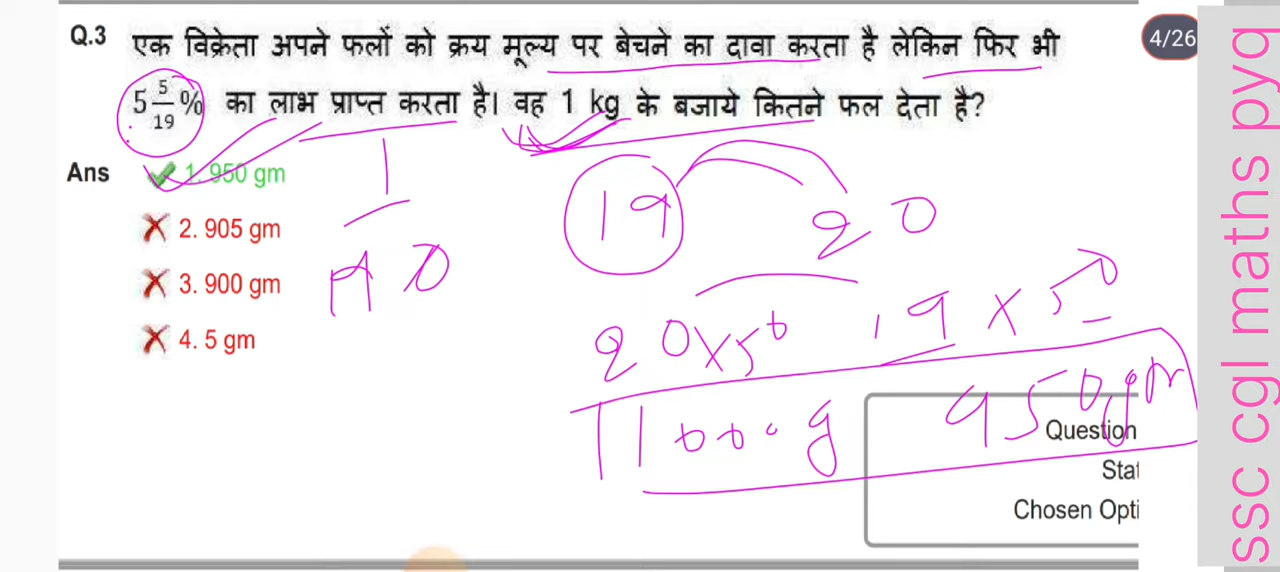 Q.3 एक विक्रेता अपने फलों को क्रय मूल्य पर बेचने का दावा करता है लेकिन फिर भी
5 5/19 % का लाभ प्राप्त करता है। वह 1 kg के बजाये कितने फल देता है?
4/26
Ans 1. 950 gm
2. 905 gm
3. 900 gm
4. 5 gm
1
19 20
20×50 19×50
1000g 950gm
Question
Stat
Chosen Opti
ssc cgl maths pyq